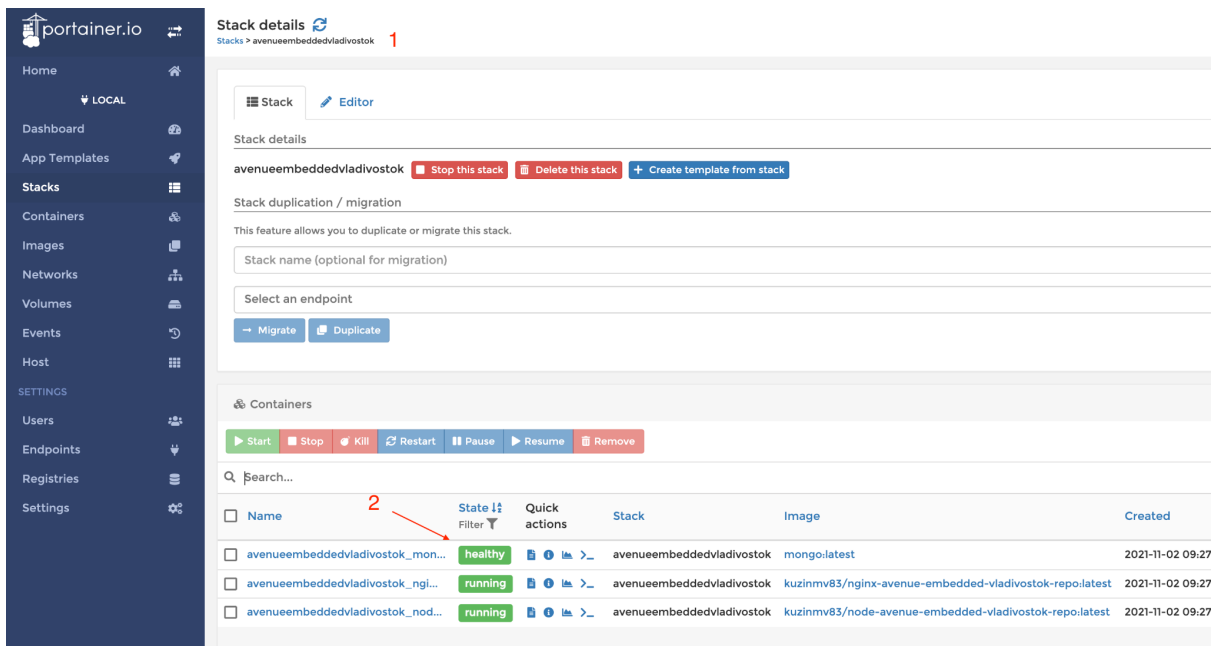 portainer.io
Home
LOCAL
Dashboard
App Templates
Stacks
Containers
Images
Networks
Volumes
Events
Host
SETTINGS
Users
Endpoints
Registries
Settings
Stack details
Stacks > avenueembeddedvladivostok 1
Stack Editor
Stack details
avenueembeddedvladivostok Stop this stack Delete this stack + Create template from stack
Stack duplication / migration
This feature allows you to duplicate or migrate this stack.
Stack name (optional for migration)
Select an endpoint
→ Migrate Duplicate
Containers
Start Stop Kill Restart Pause Resume Remove
Search...
2
Name State Filter Quick actions Stack Image Created
avenueembeddedvladivostok_mon... healthy >_ avenueembeddedvladivostok mongo:latest 2021-11-02 09:27
avenueembeddedvladivostok_ngi... running >_ avenueembeddedvladivostok kuzinmv83/nginx-avenue-embedded-vladivostok-repo:latest 2021-11-02 09:27
avenueembeddedvladivostok_nod... running >_ avenueembeddedvladivostok kuzinmv83/node-avenue-embedded-vladivostok-repo:latest 2021-11-02 09:27